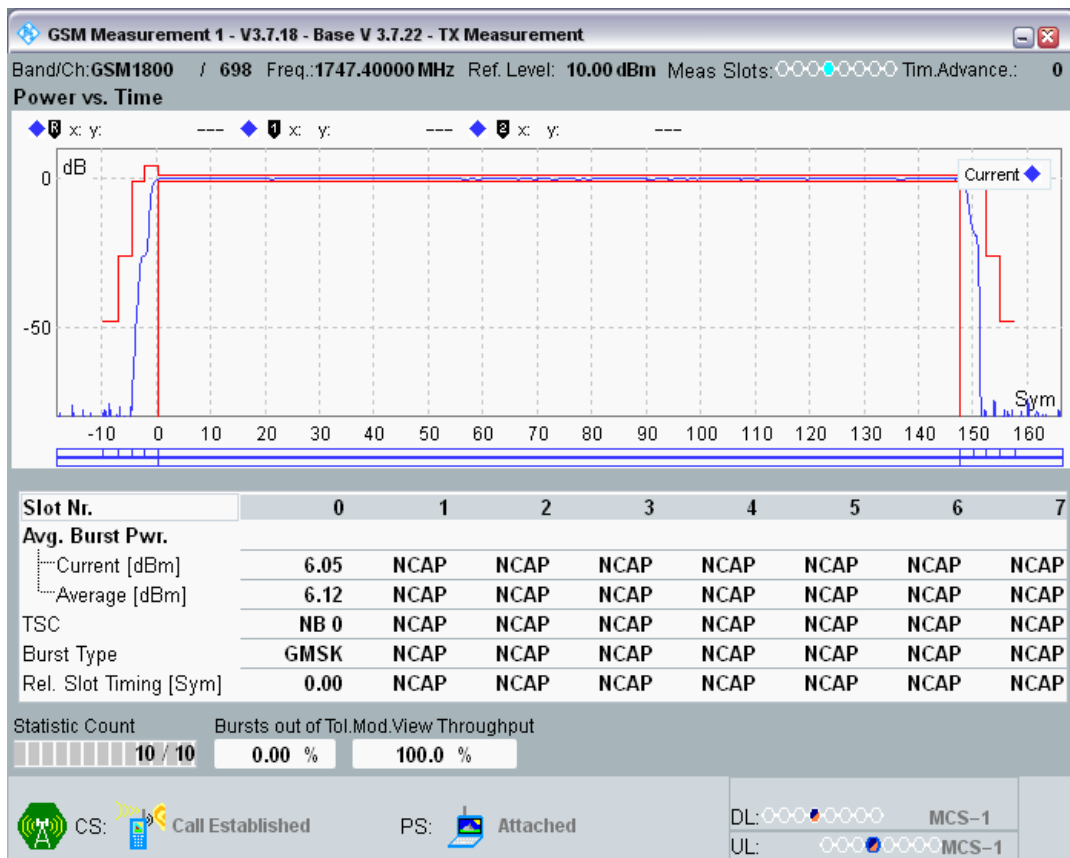 GSM Measurement 1 - V3.7.18 - Base V 3.7.22 - TX Measurement
Band/Ch:GSM1800 / 698 Freq.:1747.40000 MHz Ref. Level: 10.00 dBm Meas Slots: Tim.Advance.: 0
Power vs. Time
R x: y: --- 1 x: y: --- 2 x: y: ---
dB
0
Current
-50
Sym
-10 0 10 20 30 40 50 60 70 80 90 100 110 120 130 140 150 160
Slot Nr. 0 1 2 3 4 5 6 7
Avg. Burst Pwr.
Current [dBm] 6.05 NCAP NCAP NCAP NCAP NCAP NCAP NCAP
Average [dBm] 6.12 NCAP NCAP NCAP NCAP NCAP NCAP NCAP
TSC NB 0 NCAP NCAP NCAP NCAP NCAP NCAP NCAP
Burst Type GMSK NCAP NCAP NCAP NCAP NCAP NCAP NCAP
Rel. Slot Timing [Sym] 0.00 NCAP NCAP NCAP NCAP NCAP NCAP NCAP
Statistic Count Bursts out of Tol.Mod.View Throughput
10 / 10 0.00 % 100.0 %
CS: Call Established PS: Attached
DL: MCS-1
UL: MCS-1